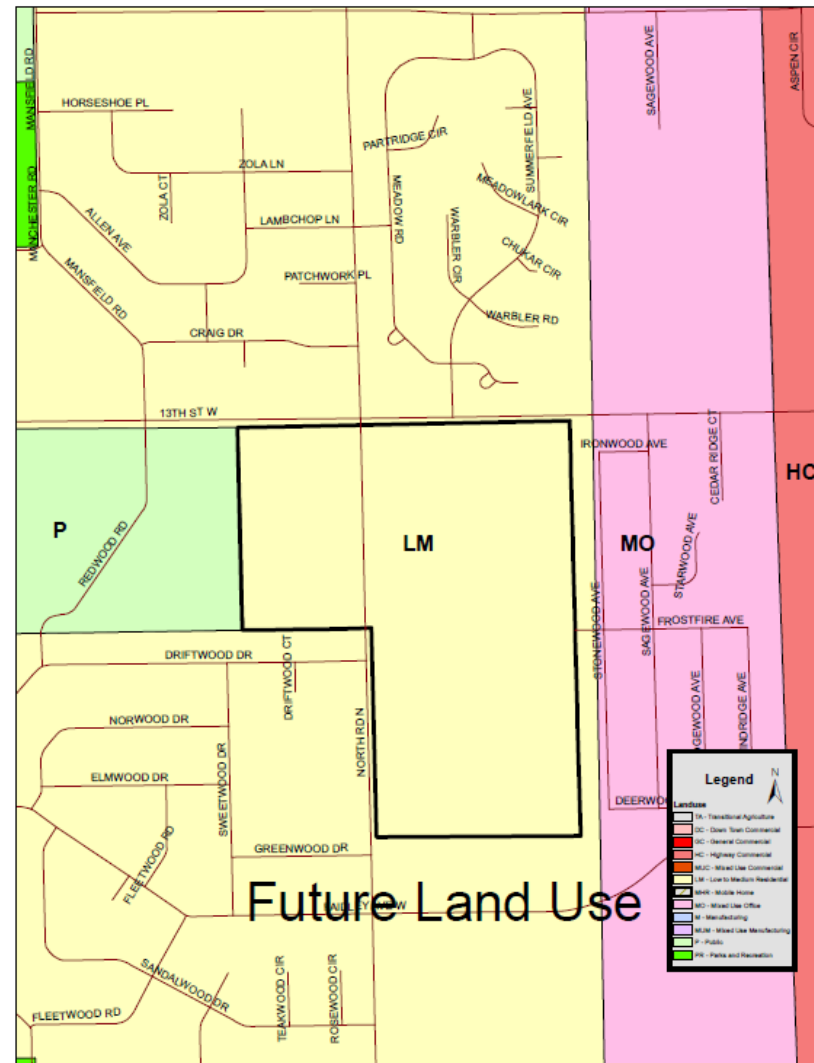 MANSFIELD RD
SAGEWOOD AVE
ASPEN CIR
HORSESHOE PL
PARTRIDGE CIR
SUMMERFIELD AVE
ZOLA LN
MANCHESTER RD
ZOLA CT
MEADOW RD
MEADOWLARK CIR
ALLEN AVE
LAMBCHOP LN
WARBLER CIR
CHUKAR CIR
MANSFIELD RD
PATCHWORK PL
WARBLER RD
CRAIG DR
13TH ST W
IRONWOOD AVE
CEDAR RIDGE CT
HC
P
LM
MO
REDWOOD RD
STARWOOD AVE
STONEWOOD AVE
SAGEWOOD AVE
FROSTFIRE AVE
DRIFTWOOD DR
DRIFTWOOD CT
NORTH RD N
NORWOOD DR
SWEETWOOD DR
ELMWOOD DR
FLEETWOOD RD
GREENWOOD DR
Future Land Use
SANDALWOOD DR
TEAKWOOD CIR
ROSEWOOD CIR
FLEETWOOD RD
Legend
N
Landuse
TA - Transitional Agriculture
DC - Down Town Commercial
GC - General Commercial
HC - Highway Commercial
MUC - Mixed Use Commercial
LM - Low to Medium Residential
MHR - Mobile Home
MO - Mixed Use Office
M - Manufacturing
MUM - Mixed Use Manufacturing
P - Public
PR - Parks and Recreation